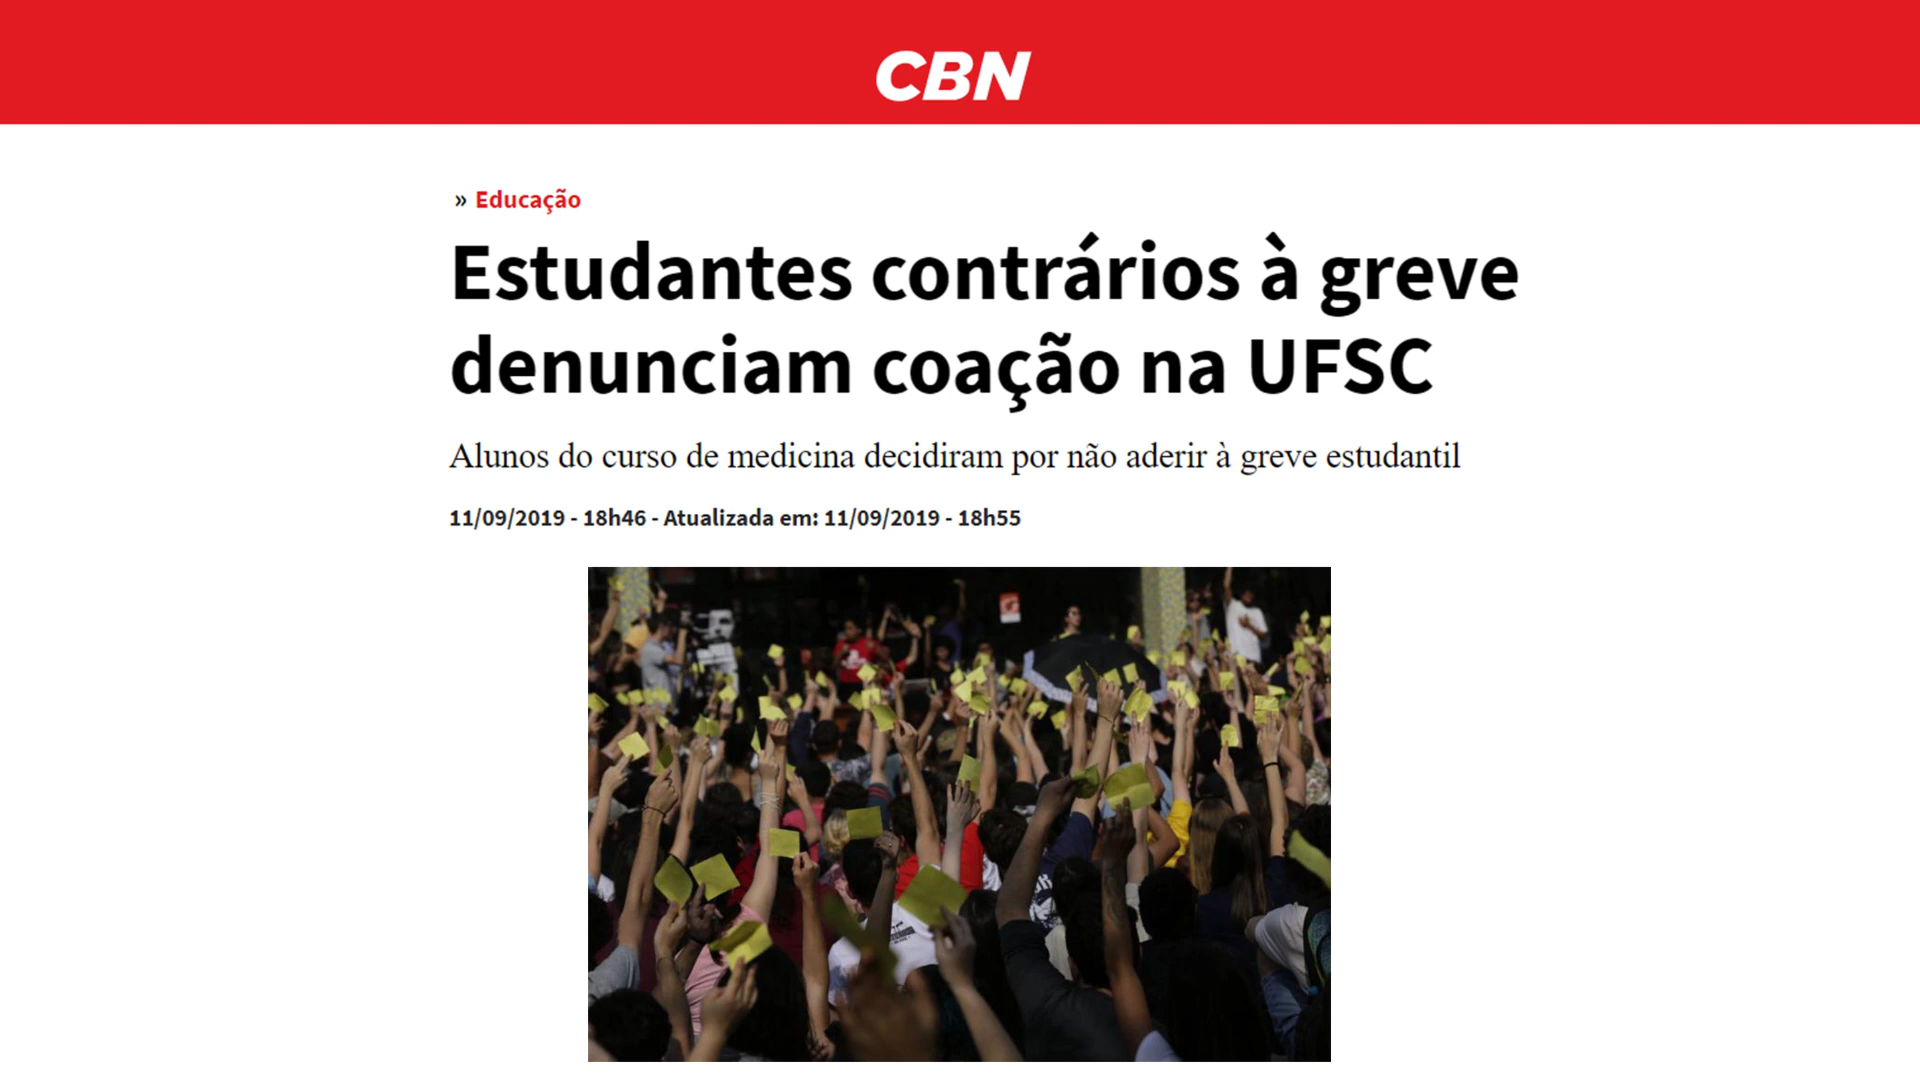 CBN
» Educação
Estudantes contrários à greve
denunciam coação na UFSC
Alunos do curso de medicina decidiram por não aderir à greve estudantil
11/09/2019 - 18h46 - Atualizada em: 11/09/2019 - 18h55